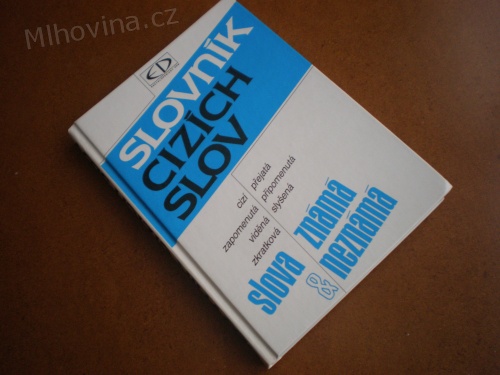 Mlhovina.cz
SLOVNÍK
CIZÍCH
SLOV
cizí přejatá
zapomenutá připomenutá
viděná slyšená
zkratková
slova známá
& neznámá